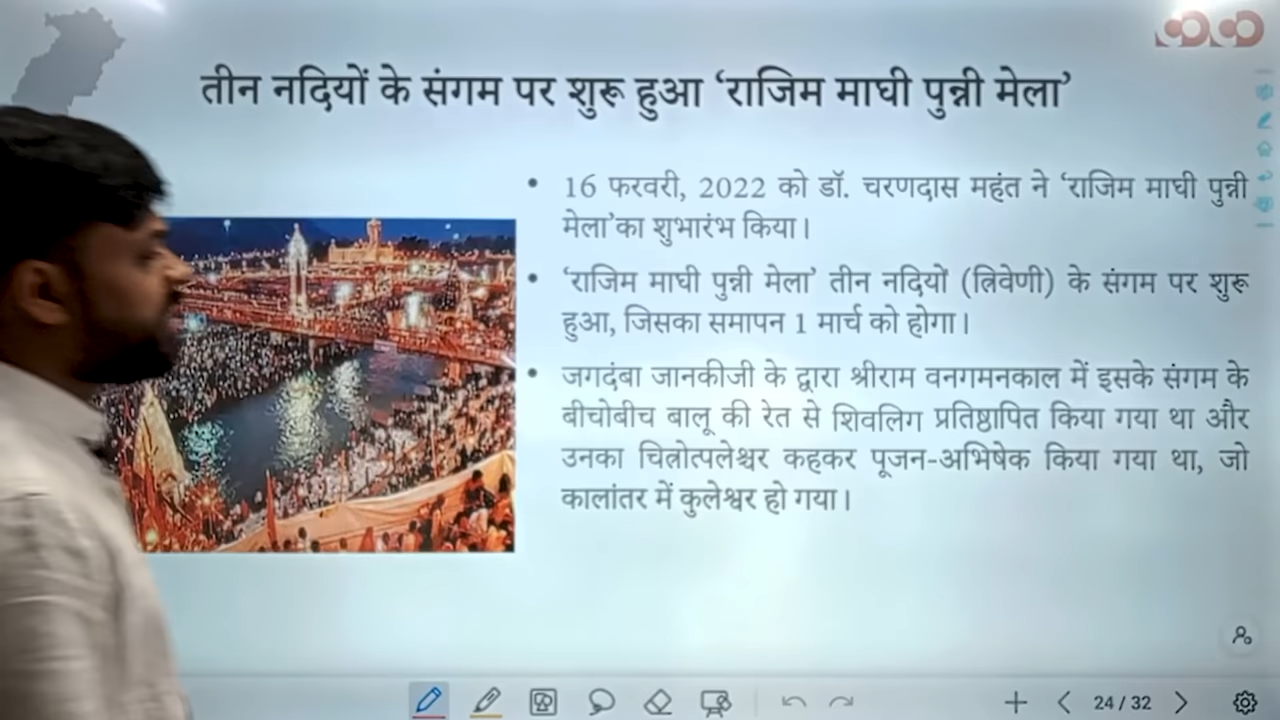 तीन नदियों के संगम पर शुरू हुआ ‘राजिम माघी पुन्नी मेला’
• 16 फरवरी, 2022 को डॉ. चरणदास महंत ने ‘राजिम माघी पुन्नी
मेला’का शुभारंभ किया।
• ‘राजिम माघी पुन्नी मेला’ तीन नदियों (त्रिवेणी) के संगम पर शुरू
हुआ, जिसका समापन 1 मार्च को होगा।
• जगदंबा जानकीजी के द्वारा श्रीराम वनगमनकाल में इसके संगम के
बीचोबीच बालू की रेत से शिवलिग प्रतिष्ठापित किया गया था और
उनका चित्रोत्पलेश्वर कहकर पूजन-अभिषेक किया गया था, जो
कालांतर में कुलेश्वर हो गया।
24 / 32